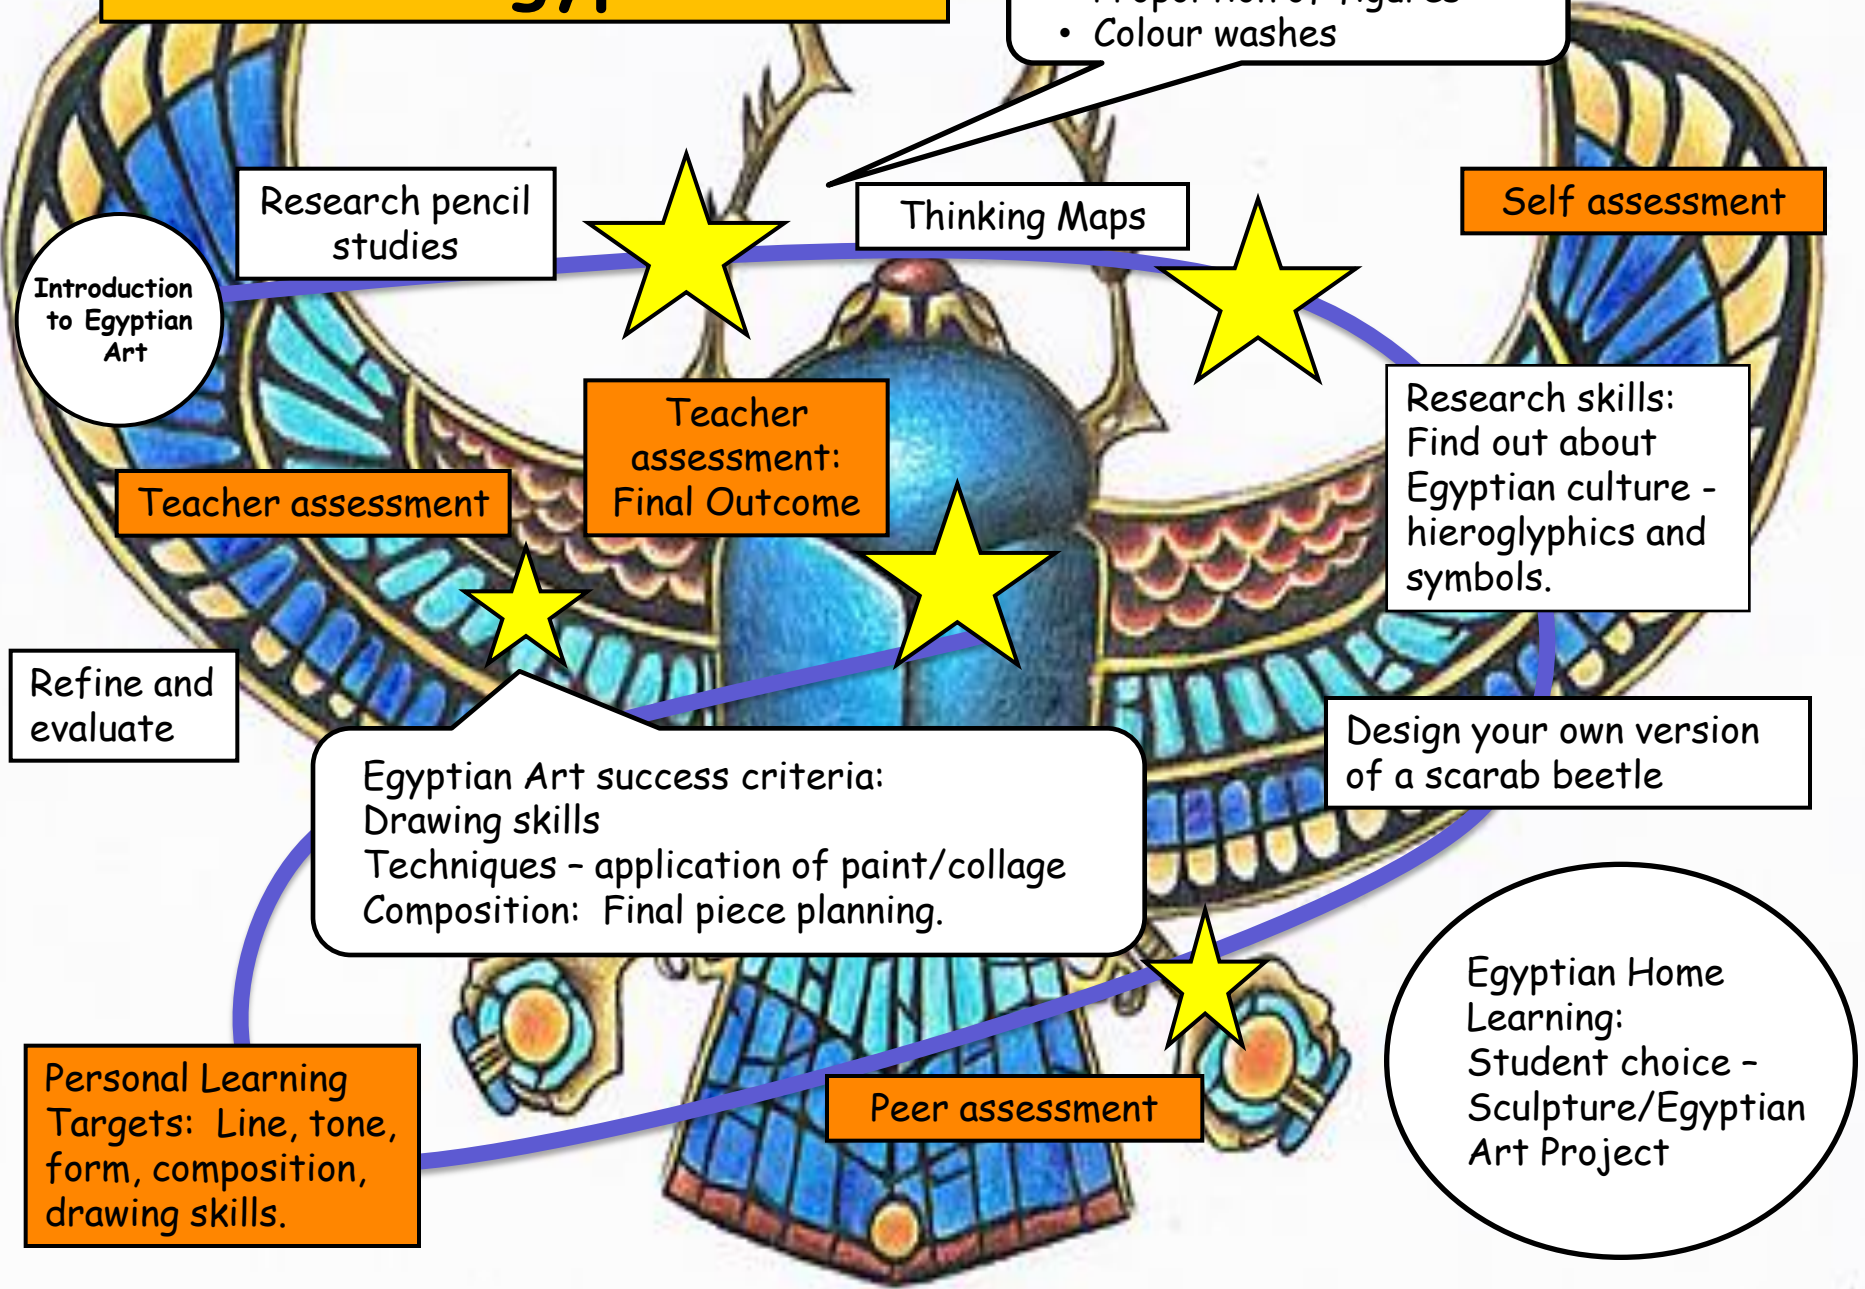 Colour washes
Research pencil
studies
Thinking Maps
Self assessment
Introduction
to Egyptian
Art
Teacher
assessment:
Final Outcome
Research skills:
Find out about
Egyptian culture -
hieroglyphics and
symbols.
Teacher assessment
Refine and
evaluate
Design your own version
of a scarab beetle
Egyptian Art success criteria:
Drawing skills
Techniques – application of paint/collage
Composition:  Final piece planning.
Egyptian Home
Learning:
Student choice –
Sculpture/Egyptian
Art Project
Personal Learning
Targets:  Line, tone,
form, composition,
drawing skills.
Peer assessment